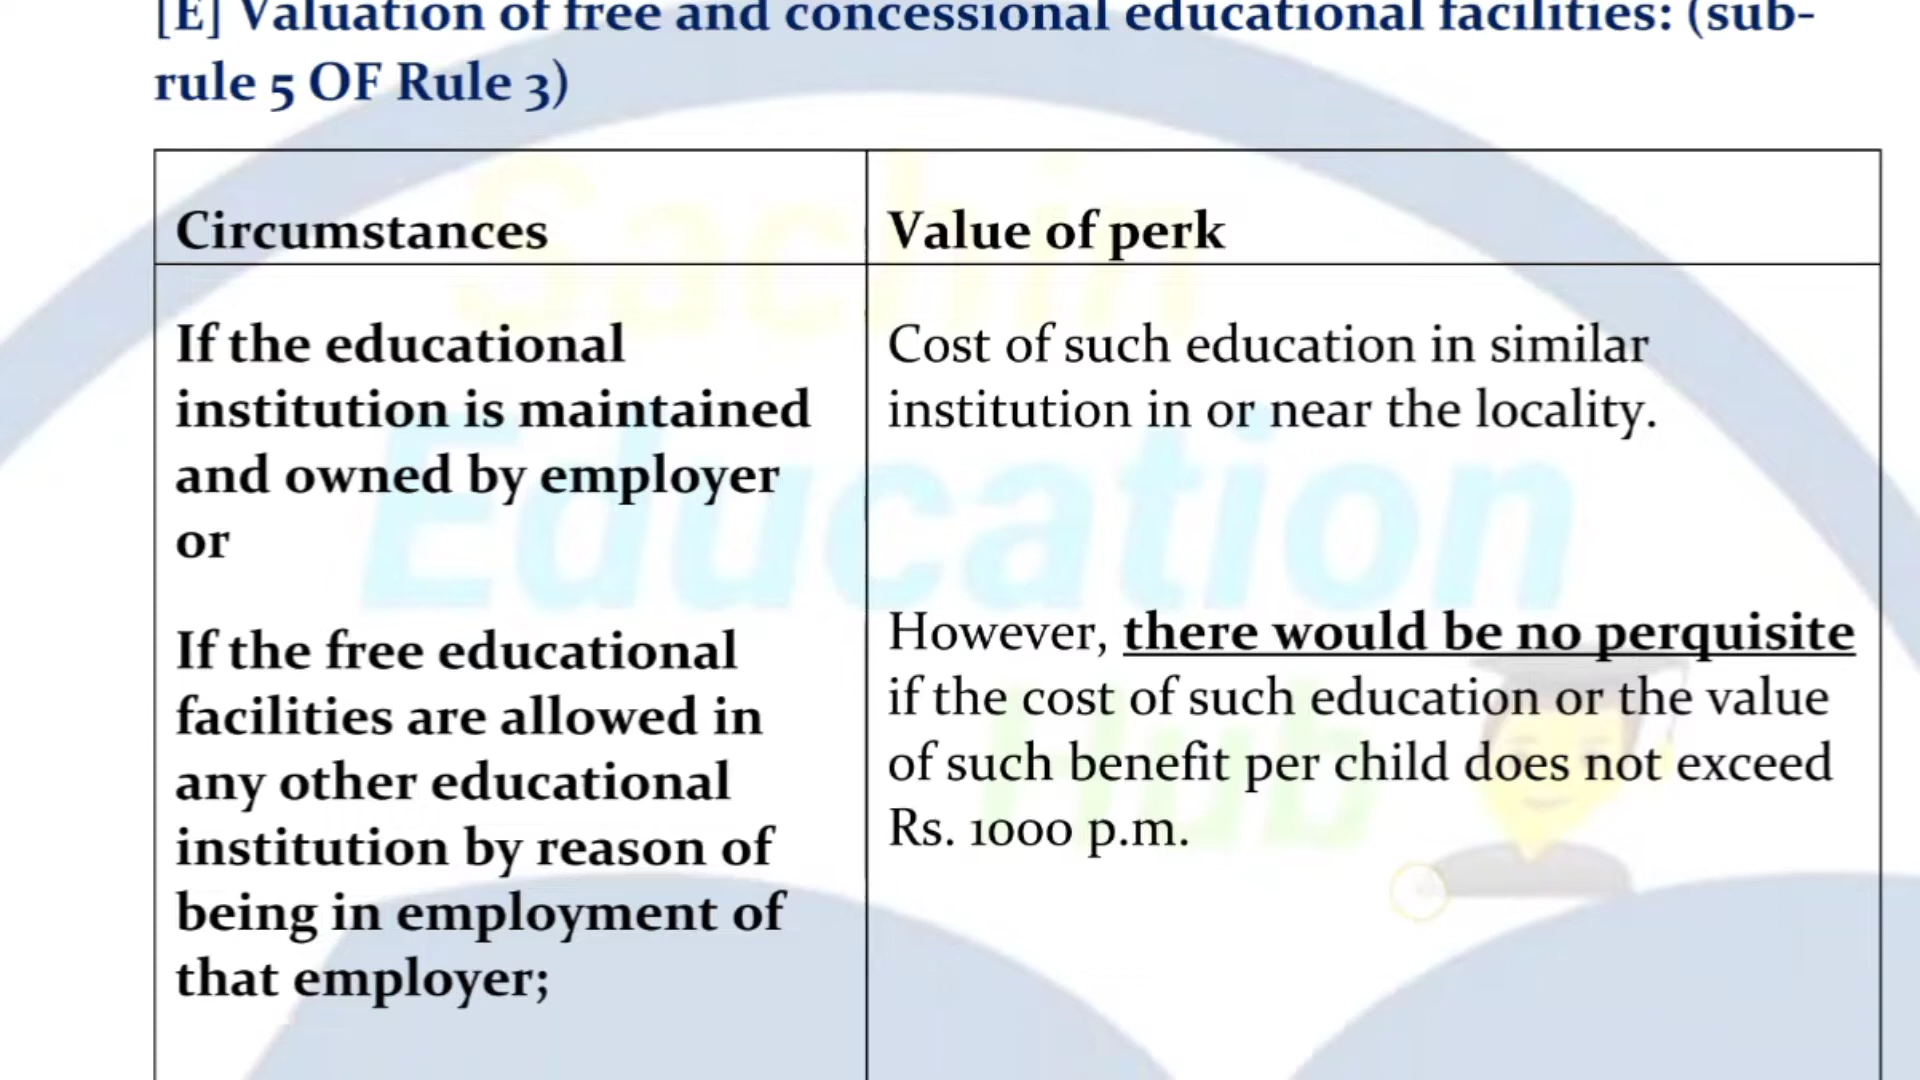 [E] Valuation of free and concessional educational facilities: (sub-
rule 5 OF Rule 3)
Circumstances
Value of perk
If the educational
institution is maintained
and owned by employer
or
If the free educational
facilities are allowed in
any other educational
institution by reason of
being in employment of
that employer;
Cost of such education in similar
institution in or near the locality.
However, there would be no perquisite
if the cost of such education or the value
of such benefit per child does not exceed
Rs. 1000 p.m.
Sachin
Education
Hub